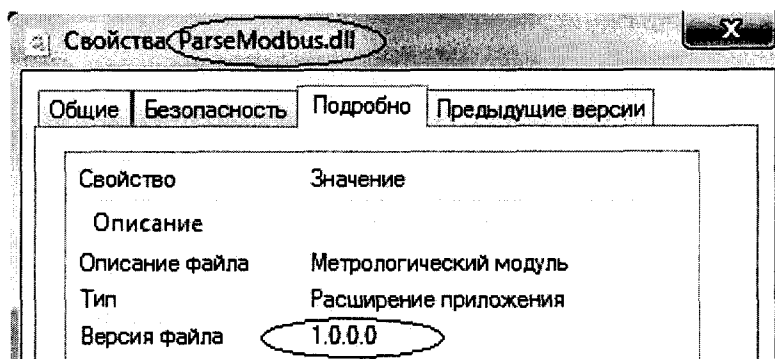 Свойства: ParseModbus.dll
Общие Безопасность Подробно Предыдущие версии
Свойство Значение
Описание
Описание файла Метрологический модуль
Тип Расширение приложения
Версия файла 1.0.0.0